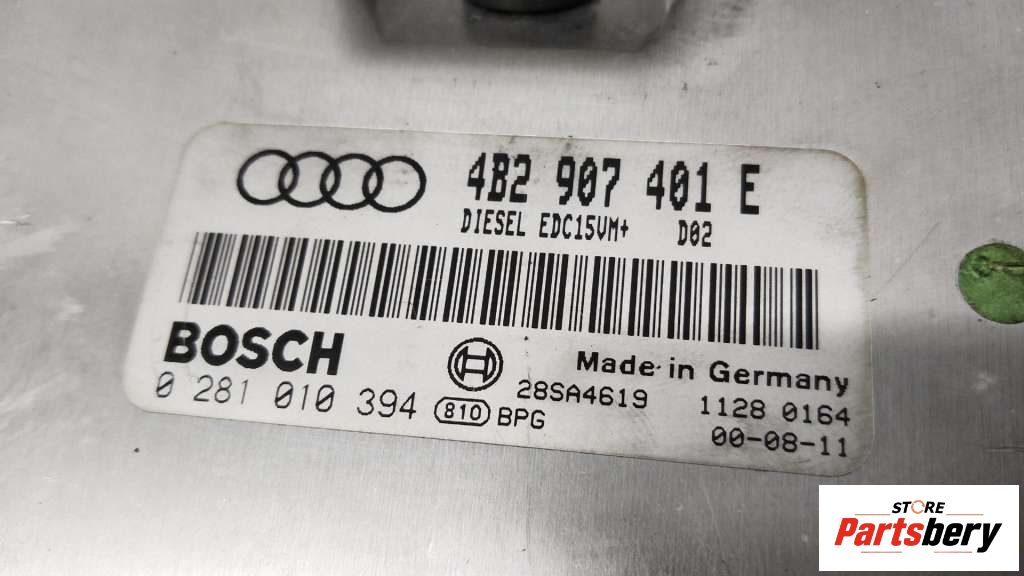 4B2 907 401 E
DIESEL EDC15VM+ D02
BOSCH
Made in Germany
0 281 010 394 810 BPG 28SA4619 1128 0164
00-08-11
STORE
Partsbery